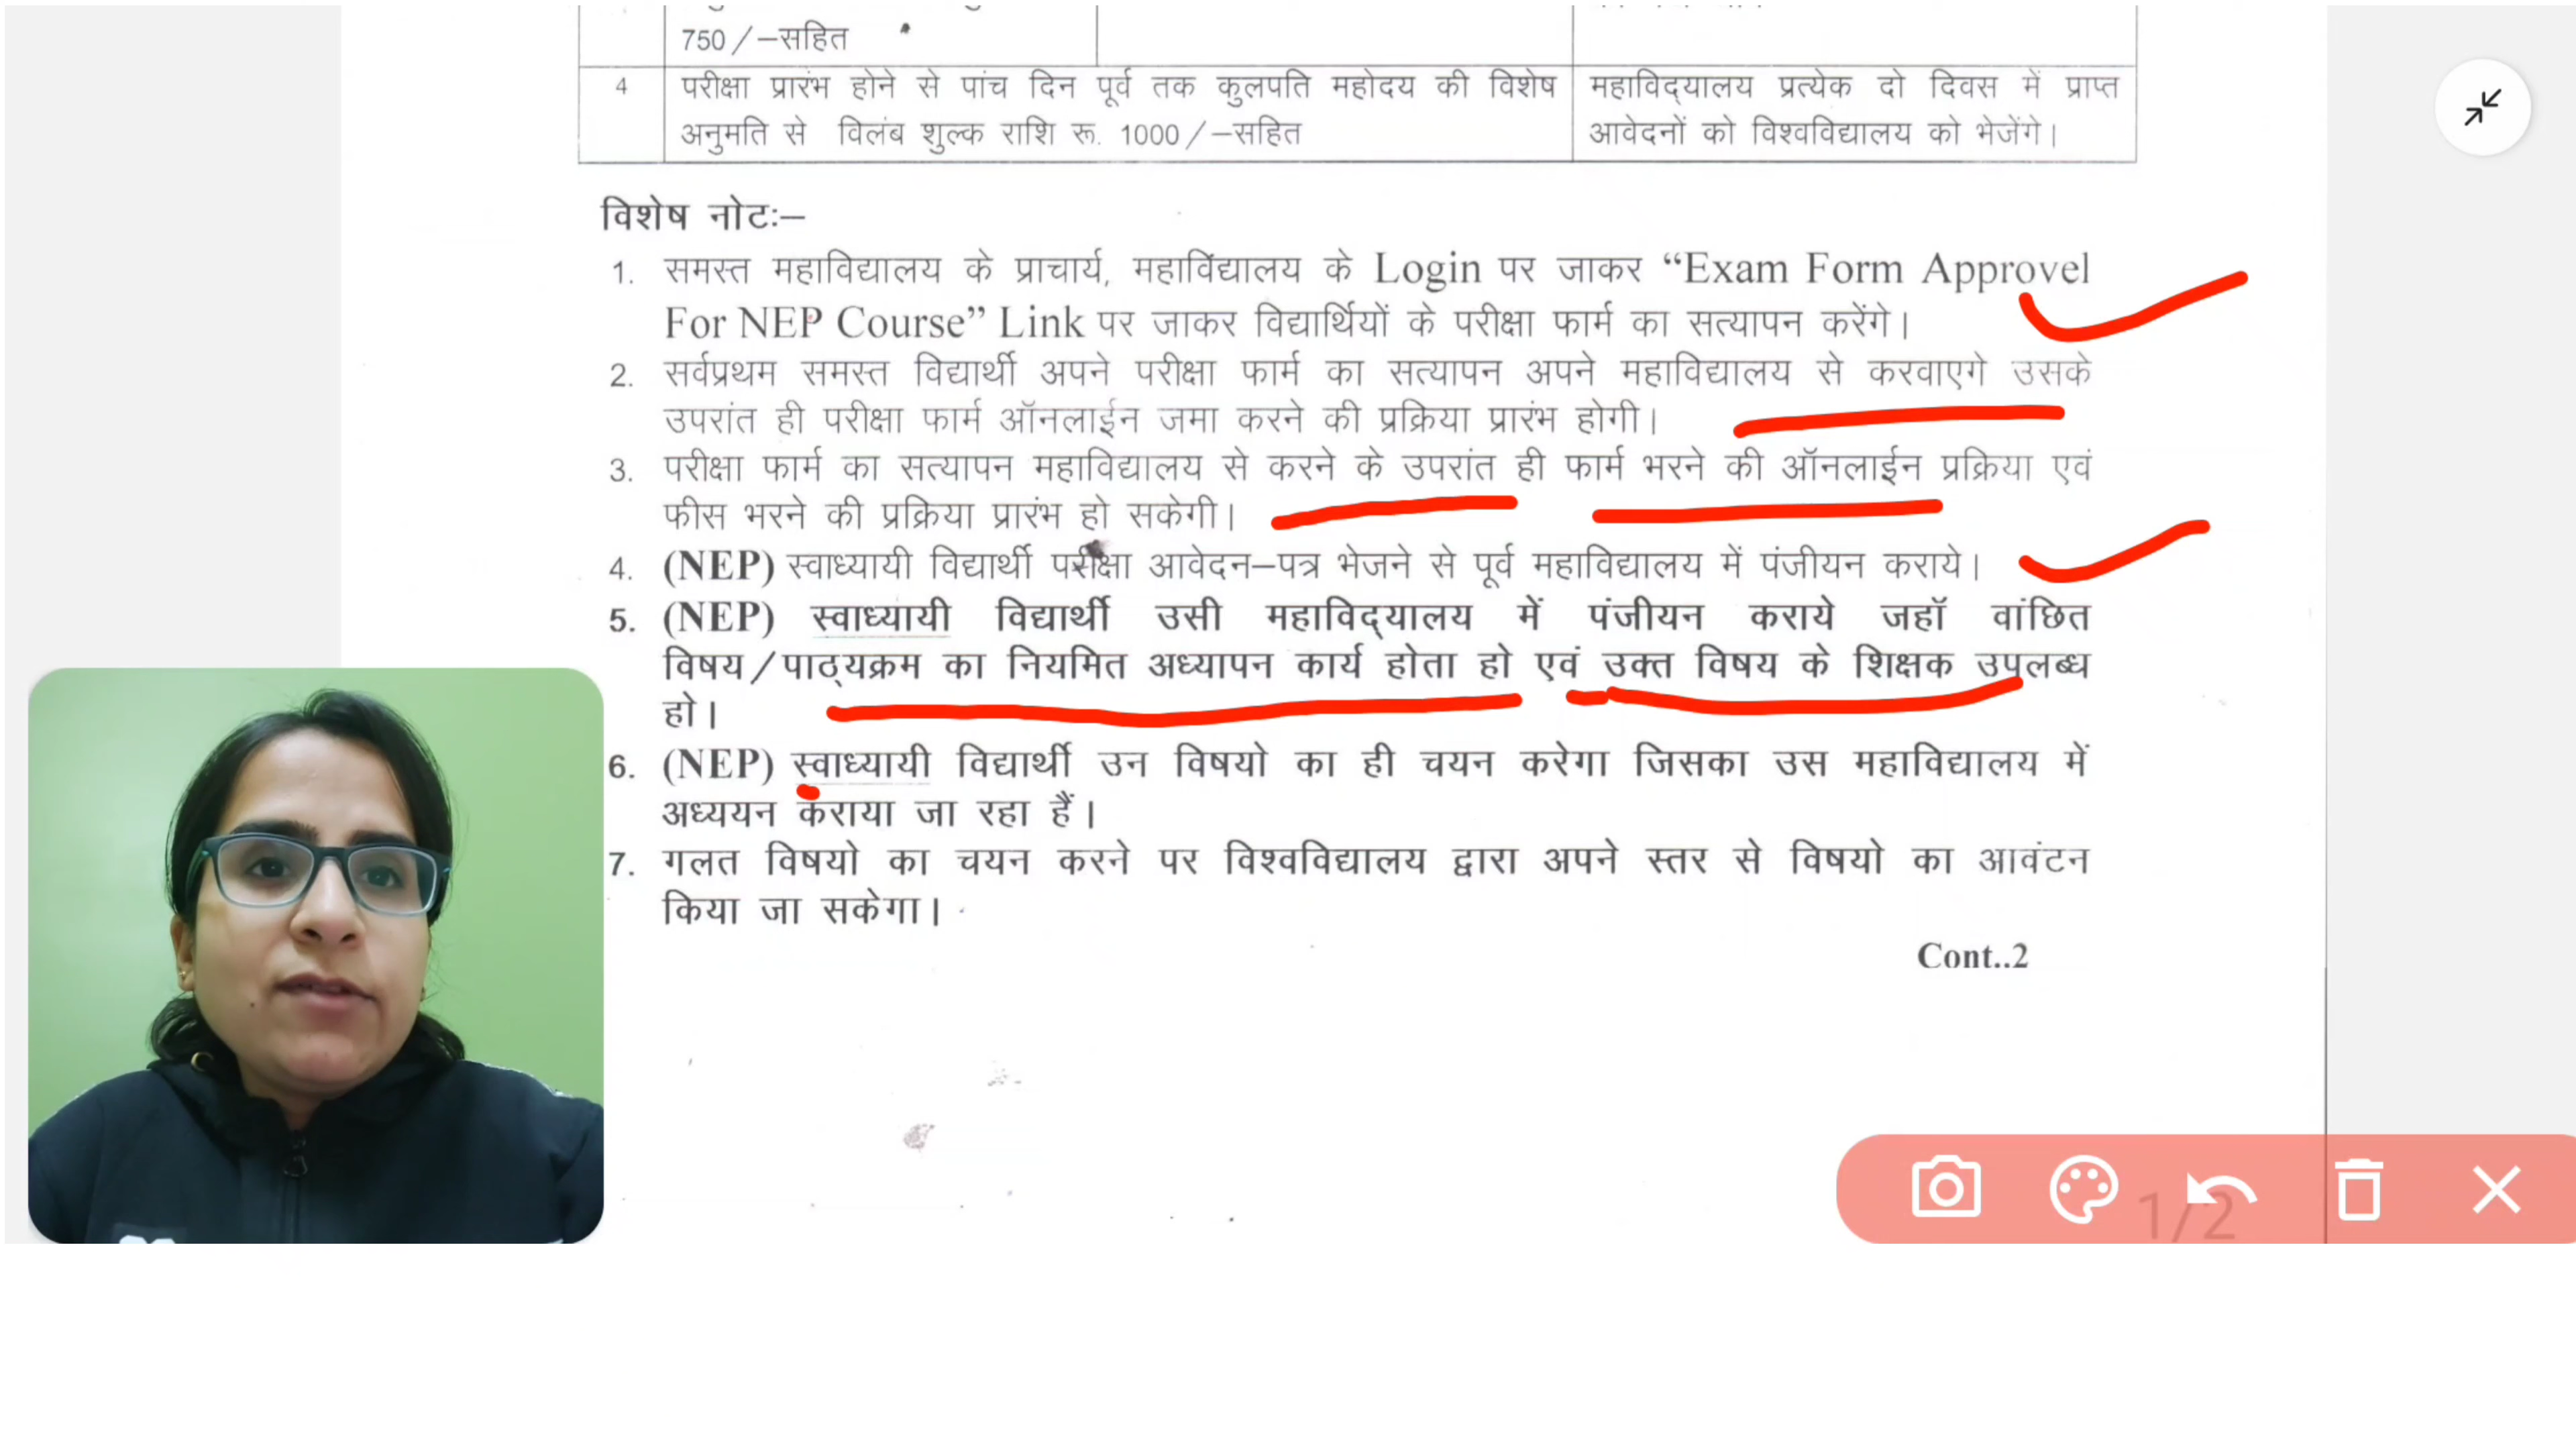 750/-सहित
4 परीक्षा प्रारंभ होने से पांच दिन पूर्व तक कुलपति महोदय की विशेष
अनुमति से विलंब शुल्क राशि रू. 1000/-सहित
महाविद्यालय प्रत्येक दो दिवस में प्राप्त
आवेदनों को विश्वविद्यालय को भेजेंगे।
विशेष नोटः-
1. समस्त महाविद्यालय के प्राचार्य, महाविद्यालय के Login पर जाकर “Exam Form Approvel
For NEP Course” Link पर जाकर विद्यार्थियों के परीक्षा फार्म का सत्यापन करेंगे।
2. सर्वप्रथम समस्त विद्यार्थी अपने परीक्षा फार्म का सत्यापन अपने महाविद्यालय से करवाएगे उसके
उपरांत ही परीक्षा फार्म ऑनलाईन जमा करने की प्रक्रिया प्रारंभ होगी।
3. परीक्षा फार्म का सत्यापन महाविद्यालय से करने के उपरांत ही फार्म भरने की ऑनलाईन प्रक्रिया एवं
फीस भरने की प्रक्रिया प्रारंभ हो सकेगी।
4. (NEP) स्वाध्यायी विद्यार्थी परीक्षा आवेदन-पत्र भेजने से पूर्व महाविद्यालय में पंजीयन कराये।
5. (NEP) स्वाध्यायी विद्यार्थी उसी महाविद्यालय में पंजीयन कराये जहॉ वांछित
विषय/पाठ्यक्रम का नियमित अध्यापन कार्य होता हो एवं उक्त विषय के शिक्षक उपलब्ध
हो।
6. (NEP) स्वाध्यायी विद्यार्थी उन विषयो का ही चयन करेगा जिसका उस महाविद्यालय में
अध्ययन कराया जा रहा हैं।
7. गलत विषयो का चयन करने पर विश्वविद्यालय द्वारा अपने स्तर से विषयो का आवंटन
किया जा सकेगा।
Cont..2
1/2